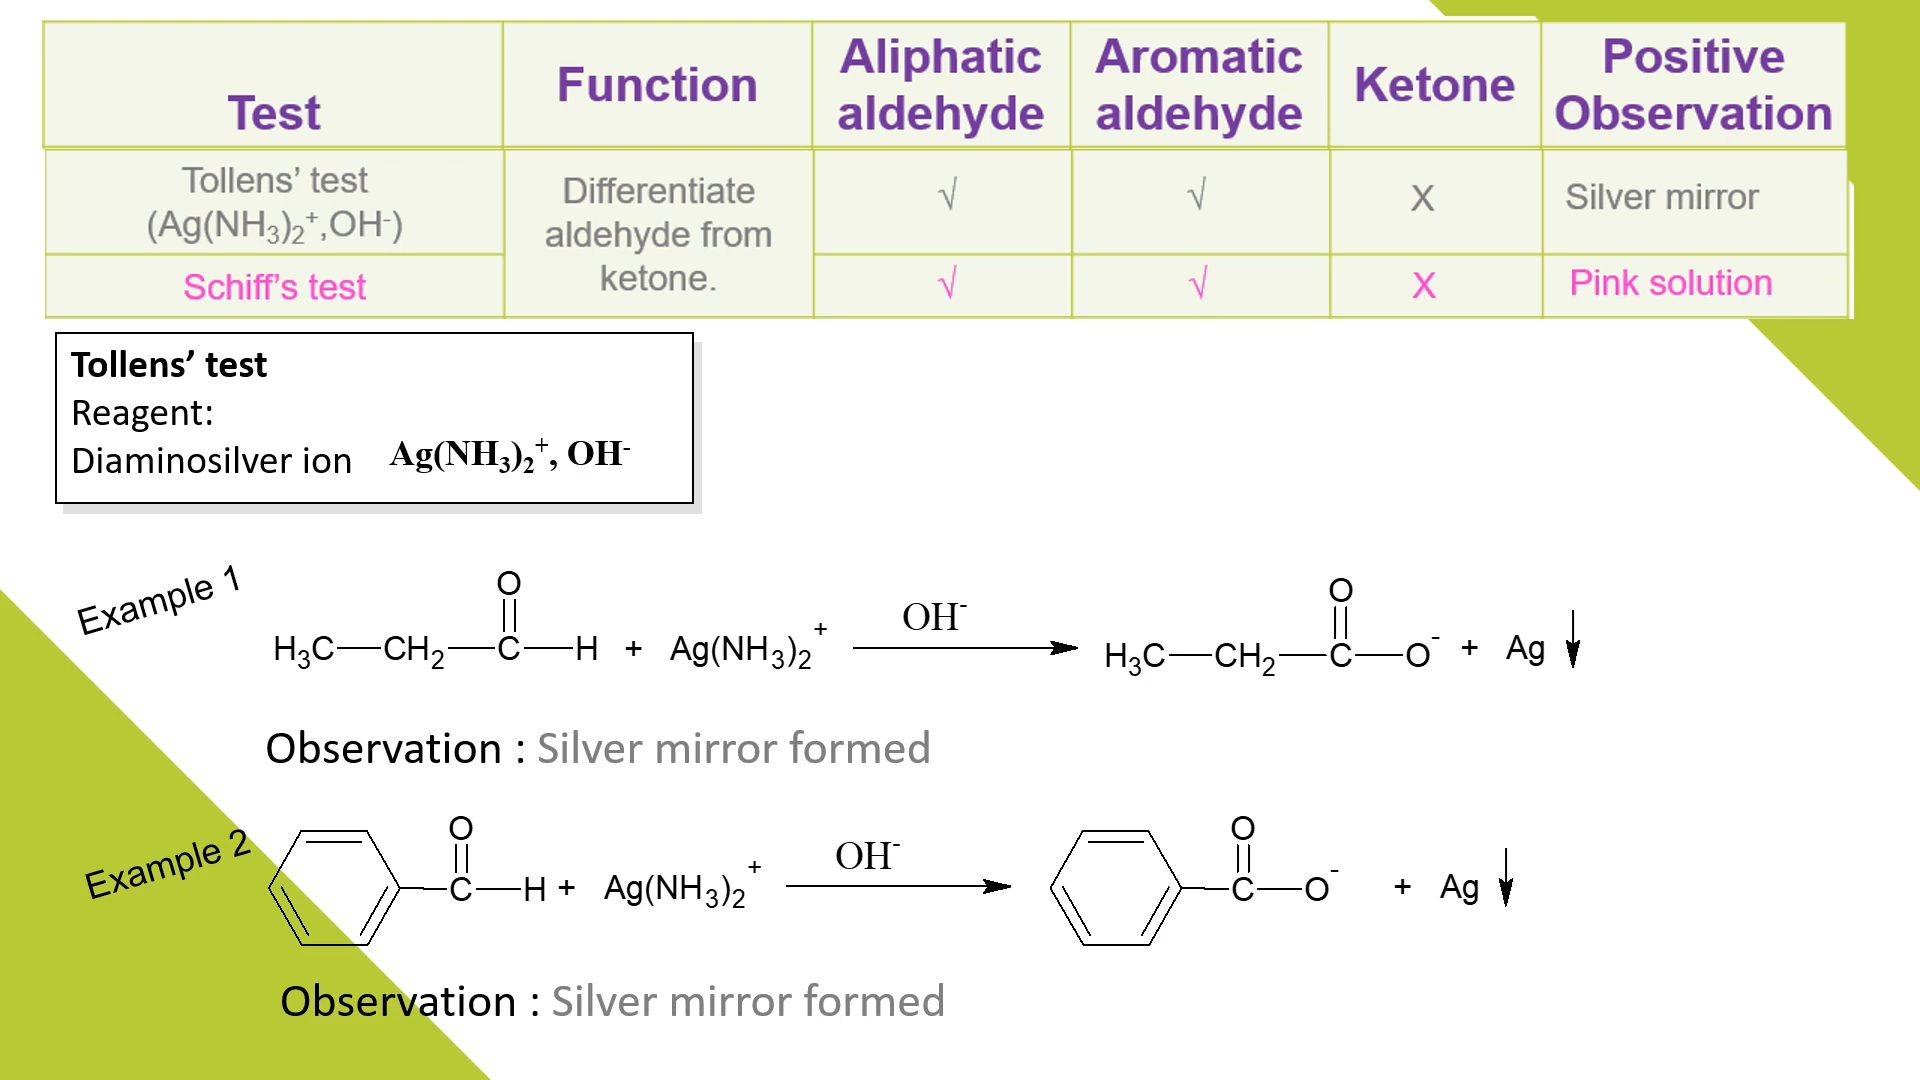 Test Function Aliphatic aldehyde Aromatic aldehyde Ketone Positive Observation
Tollens’ test (Ag(NH₃)₂⁺,OH⁻) Differentiate aldehyde from ketone. √ √ X Silver mirror
Schiff’s test √ √ X Pink solution
Tollens’ test
Reagent:
Diaminosilver ion Ag(NH₃)₂⁺, OH⁻
Example 1
O
H₃C—CH₂—C—H + Ag(NH₃)₂⁺ OH⁻ H₃C—CH₂—C—O⁻ + Ag ↓
O
Observation : Silver mirror formed
Example 2
O
C—H + Ag(NH₃)₂⁺ OH⁻ C—O⁻ + Ag ↓
O
Observation : Silver mirror formed